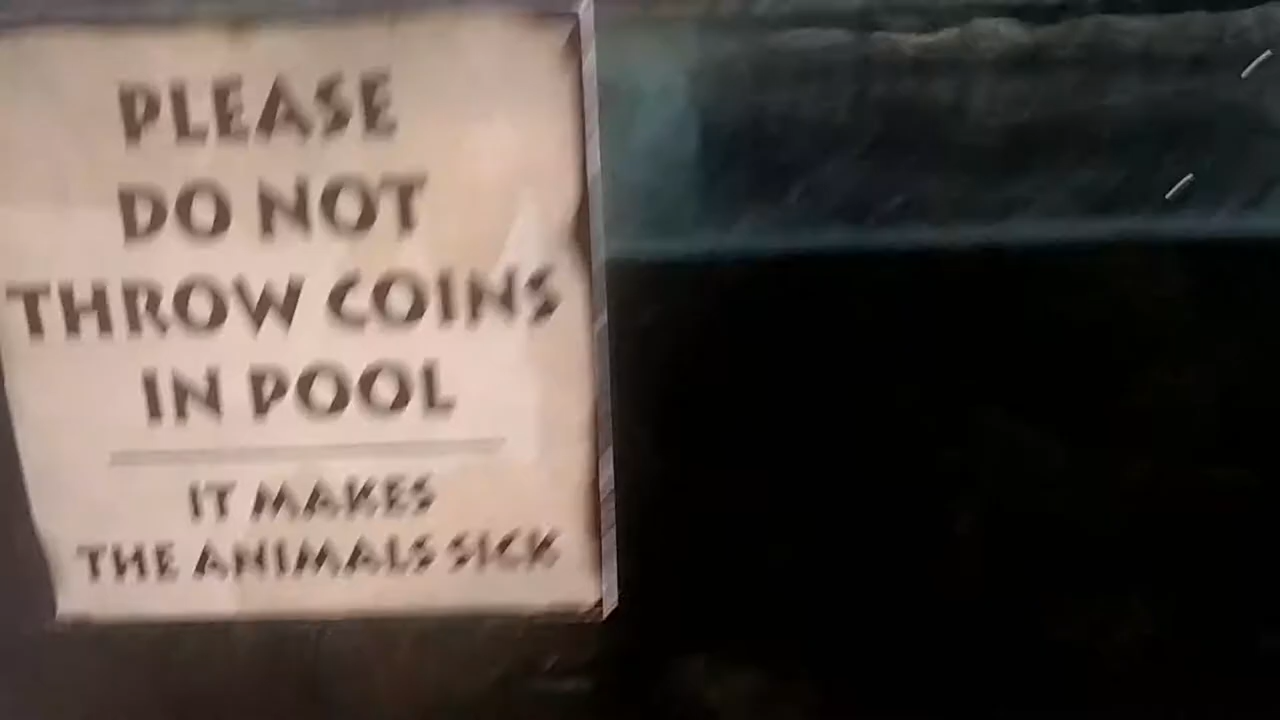 PLEASE
DO NOT
THROW COINS
IN POOL
IT MAKES
THE ANIMALS SICK